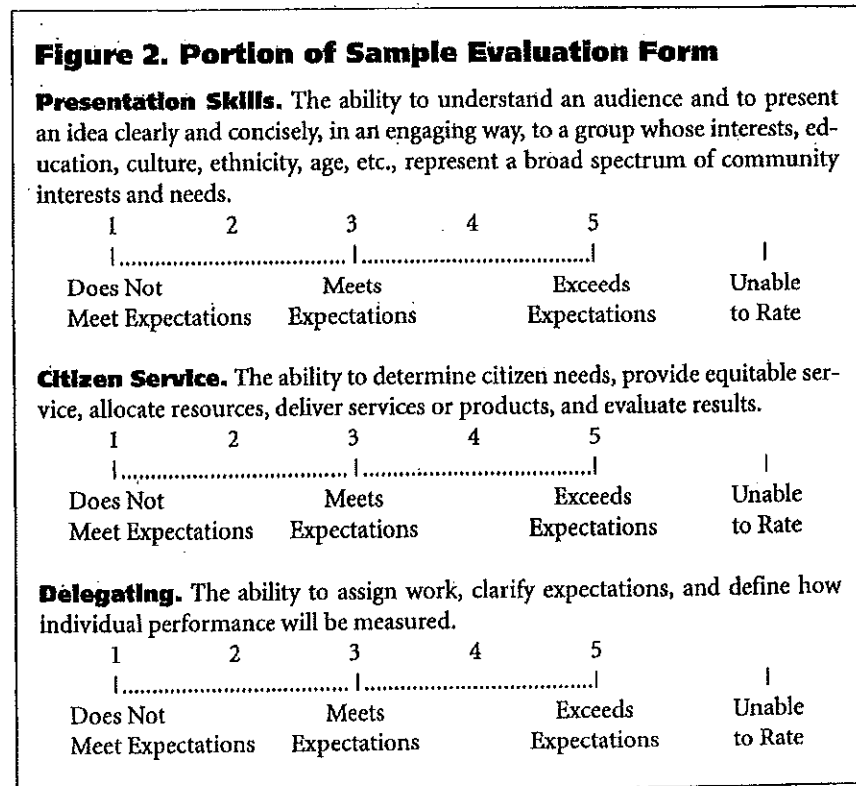 Figure 2. Portion of Sample Evaluation Form
Presentation Skills. The ability to understand an audience and to present
an idea clearly and concisely, in an engaging way, to a group whose interests, ed-
ucation, culture, ethnicity, age, etc., represent a broad spectrum of community
interests and needs.
1 2 3 4 5
Does Not Meets Exceeds Unable
Meet Expectations Expectations Expectations to Rate
Citizen Service. The ability to determine citizen needs, provide equitable ser-
vice, allocate resources, deliver services or products, and evaluate results.
1 2 3 4 5
Does Not Meets Exceeds Unable
Meet Expectations Expectations Expectations to Rate
Delegating. The ability to assign work, clarify expectations, and define how
individual performance will be measured.
1 2 3 4 5
Does Not Meets Exceeds Unable
Meet Expectations Expectations Expectations to Rate